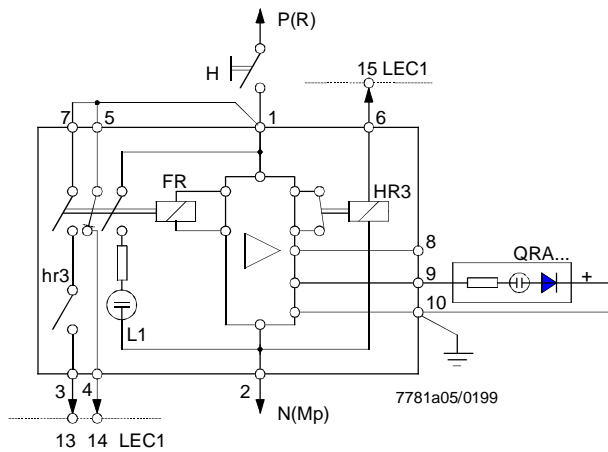 P(R)
H
15 LEC1
7 5 1 6
FR
HR3
8
QRA...
9
+
hr3
10
L1
3 4 2
7781a05/0199
N(Mp)
13 14 LEC1